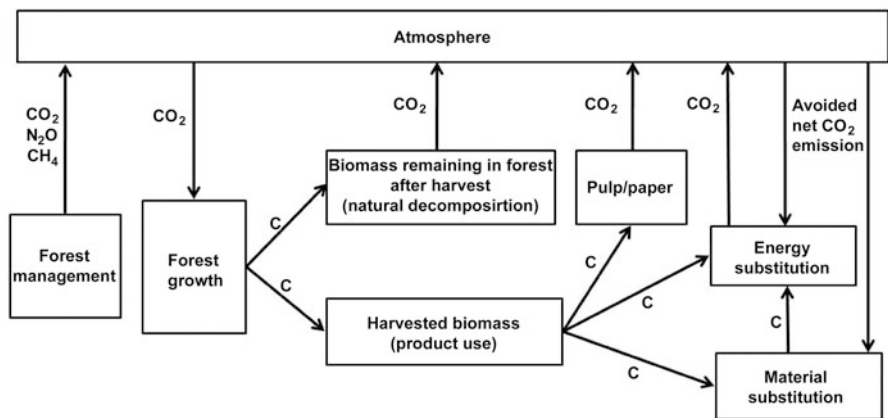 Atmosphere
CO2
N2O
CH4
CO2
CO2
CO2
CO2
Avoided
net CO2
emission
Biomass remaining in forest
after harvest
(natural decomposirtion)
Pulp/paper
Forest
management
Forest
growth
C
C
C
C
C
C
Energy
substitution
Harvested biomass
(product use)
Material
substitution